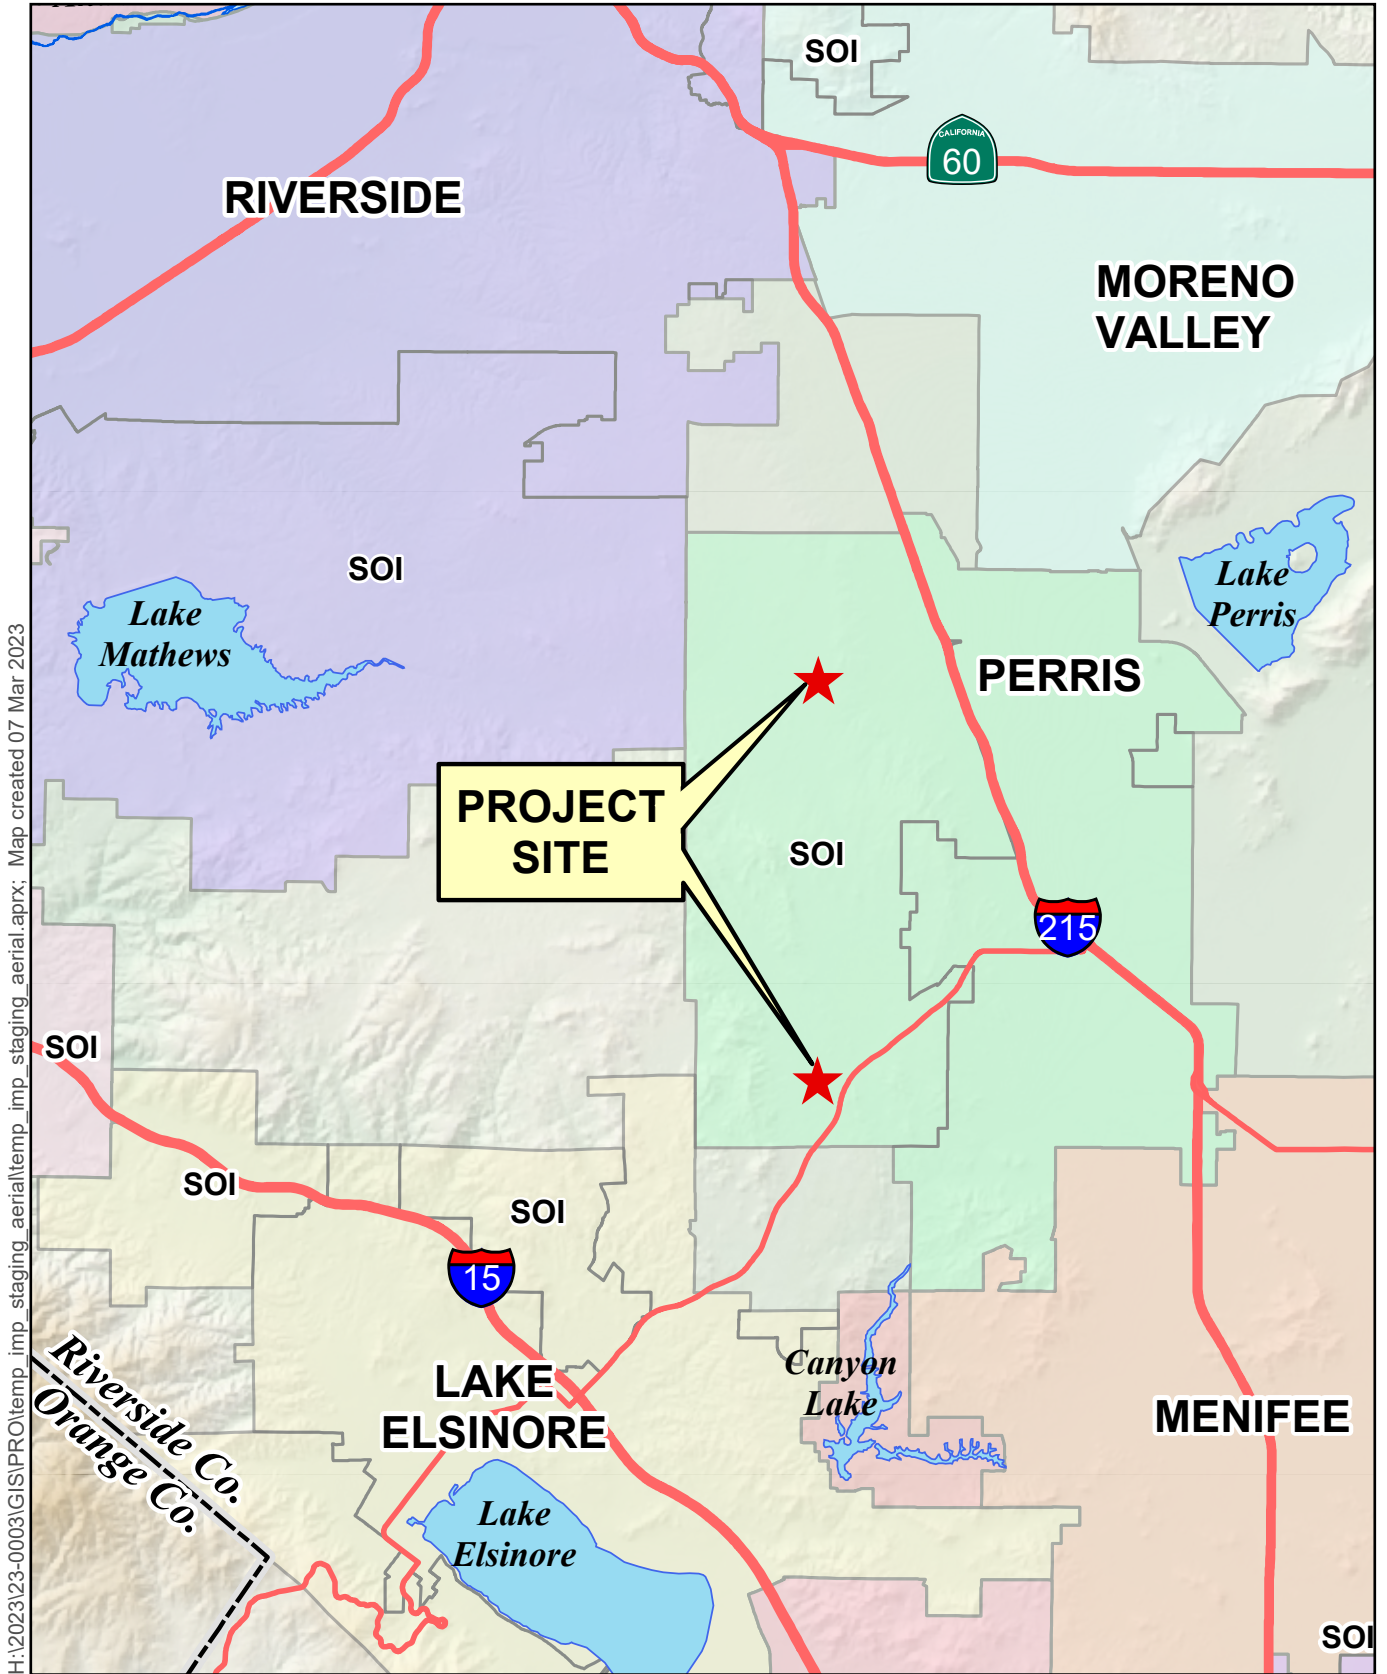 SOI
CALIFORNIA
60
RIVERSIDE
MORENO
VALLEY
SOI
Lake
Mathews
Lake
Perris
PERRIS
PROJECT
SITE
SOI
215
SOI
SOI
SOI
15
Riverside Co.
Orange Co.
LAKE
ELSINORE
Canyon
Lake
MENIFEE
Lake
Elsinore
SOI
H:\2023\23-0003\GIS\PRO\temp_imp_staging_aerial\temp_imp_staging_aerial.aprx; Map created 07 Mar 2023